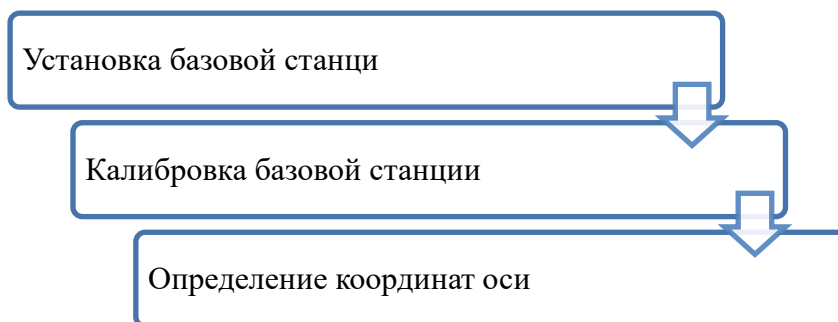 Установка базовой станци
Калибровка базовой станции
Определение координат оси